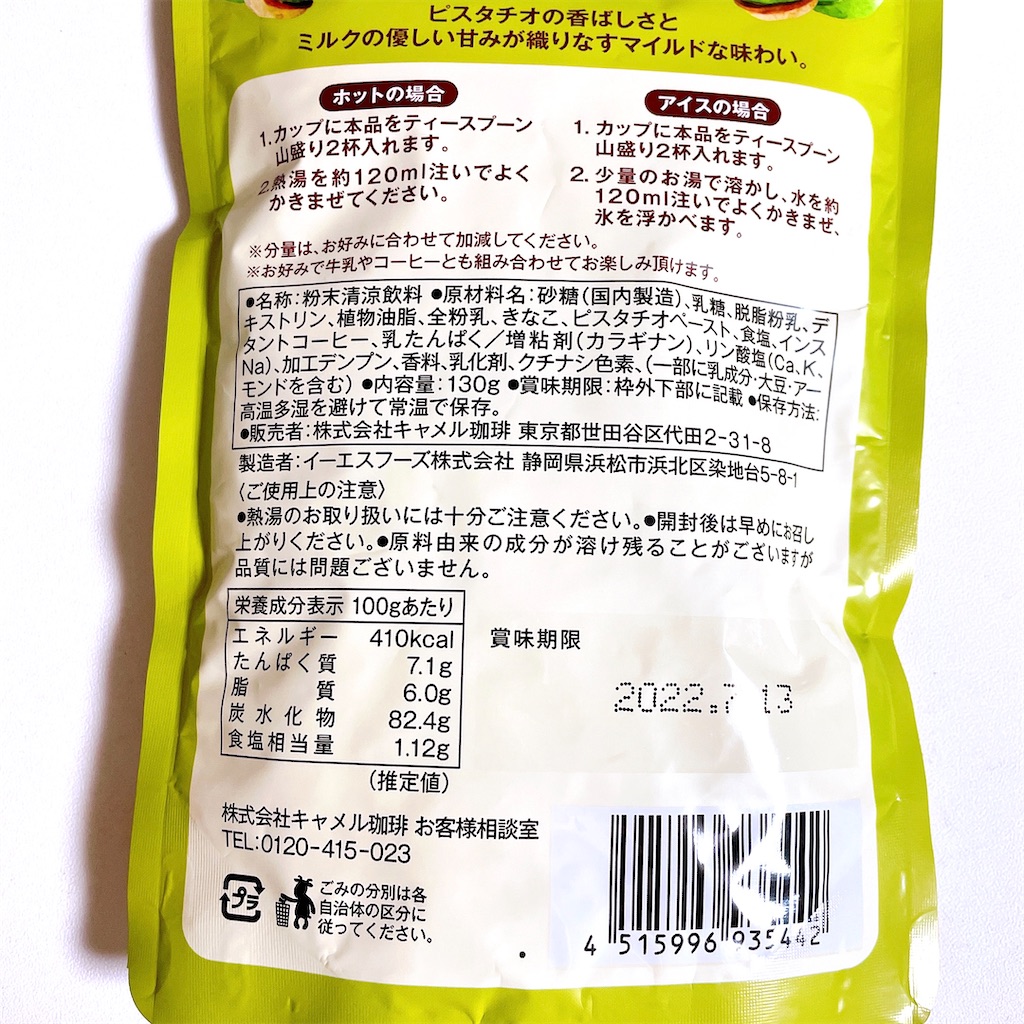 ピスタチオの香ばしさと
ミルクの優しい甘みが織りなすマイルドな味わい。
ホットの場合
1. カップに本品をティースプーン
山盛り2杯入れます。
2. 熱湯を約120ml注いでよく
かきまぜてください。
アイスの場合
1. カップに本品をティースプーン
山盛り2杯入れます。
2. 少量のお湯で溶かし、水を約
120ml注いでよくかきまぜ、
氷を浮かべます。
※分量は、お好みに合わせて加減してください。
※お好みで牛乳やコーヒーとも組み合わせてお楽しみ頂けます。
●名称:粉末清涼飲料 ●原材料名:砂糖(国内製造)、乳糖、脱脂粉乳、デ
キストリン、植物油脂、全粉乳、きなこ、ピスタチオペースト、食塩、インス
タントコーヒー、乳たんぱく/増粘剤(カラギナン)、リン酸塩(Ca、K、
Na)、加工デンプン、香料、乳化剤、クチナシ色素、(一部に乳成分・大豆・アー
モンドを含む) ●内容量:130g ●賞味期限:枠外下部に記載 ●保存方法:
高温多湿を避けて常温で保存。
●販売者:株式会社キャメル珈琲 東京都世田谷区代田2-31-8
製造者:イーエスフーズ株式会社 静岡県浜松市浜北区染地台5-8-1
〈ご使用上の注意〉
●熱湯のお取り扱いには十分ご注意ください。●開封後は早めにお召し
上がりください。●原料由来の成分が溶け残ることがございますが
品質には問題ございません。
栄養成分表示 100gあたり
エネルギー 410kcal
たんぱく質 7.1g
脂質 6.0g
炭水化物 82.4g
食塩相当量 1.12g
(推定値)
賞味期限
2022.7.13
株式会社キャメル珈琲 お客様相談室
TEL:0120-415-023
プラ
ごみの分別は各
自治体の区分に
従ってください。
4 515996 935442